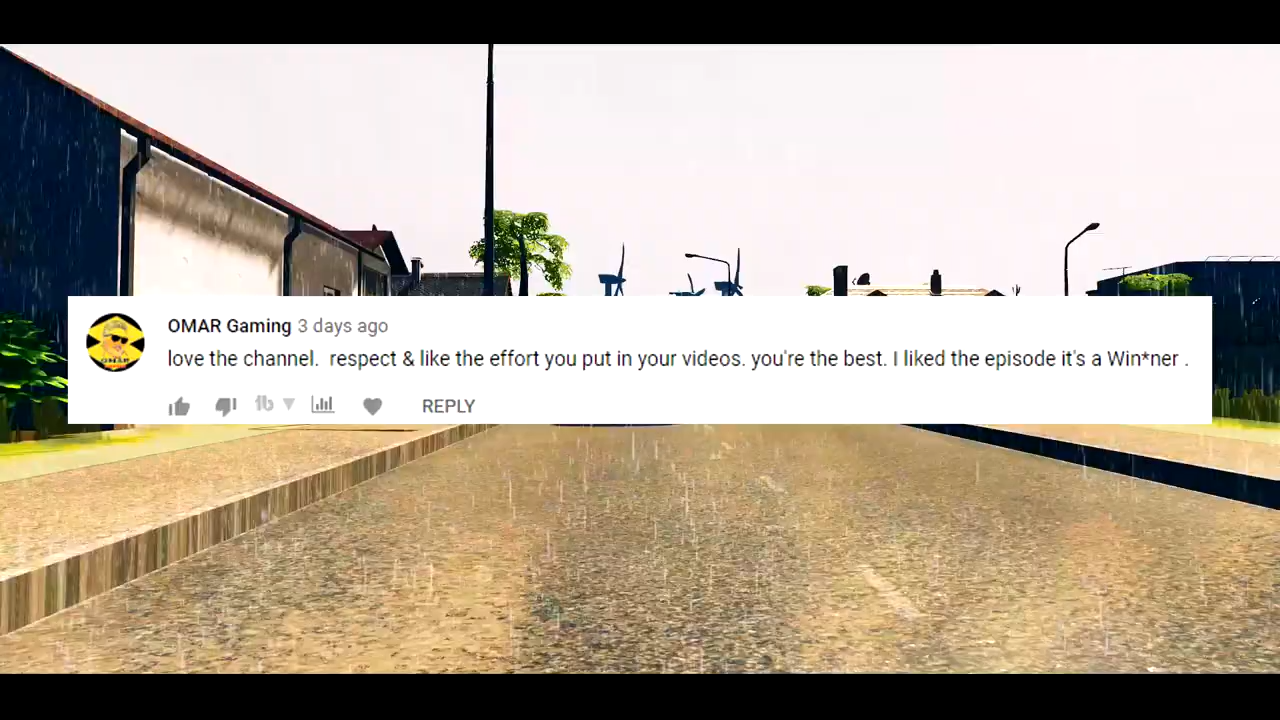 OMAR Gaming 3 days ago
love the channel.  respect & like the effort you put in your videos. you're the best. I liked the episode it's a Win*ner .
REPLY